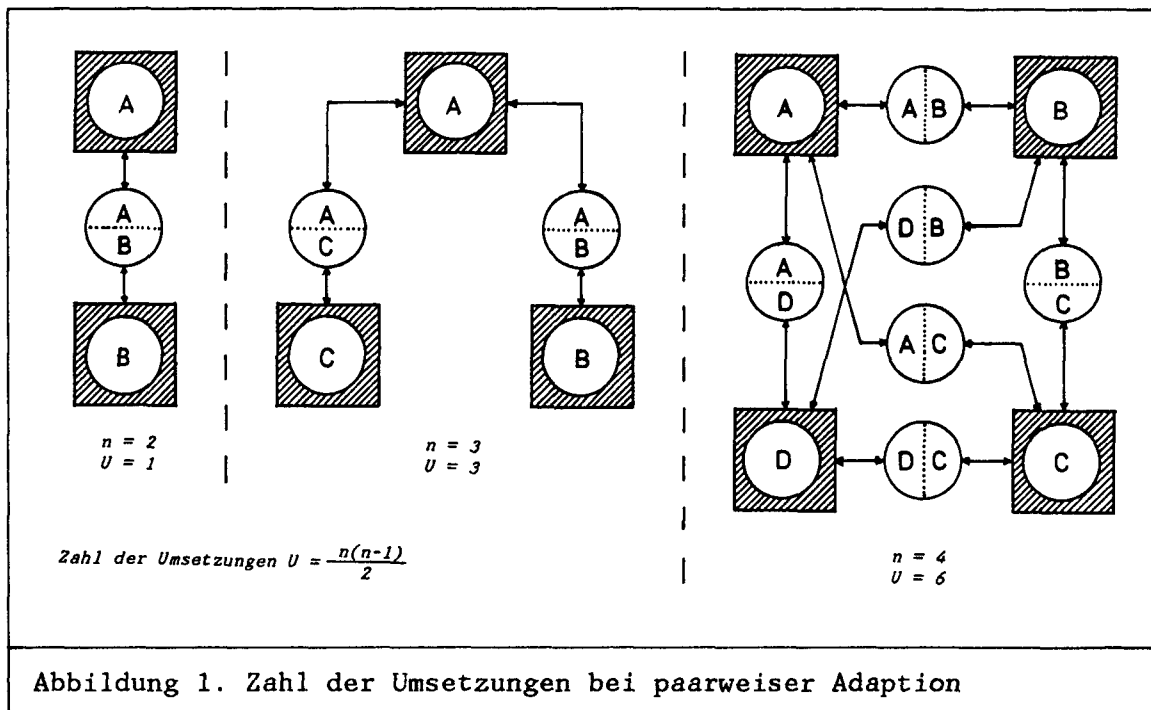 A
A
B
B
n = 2
U = 1
A
A
C
A
B
C
B
n = 3
U = 3
A
A B
B
D B
A
D
B
C
A C
D
D C
C
n = 4
U = 6
Zahl der Umsetzungen U = n(n-1)
2
Abbildung 1. Zahl der Umsetzungen bei paarweiser Adaption